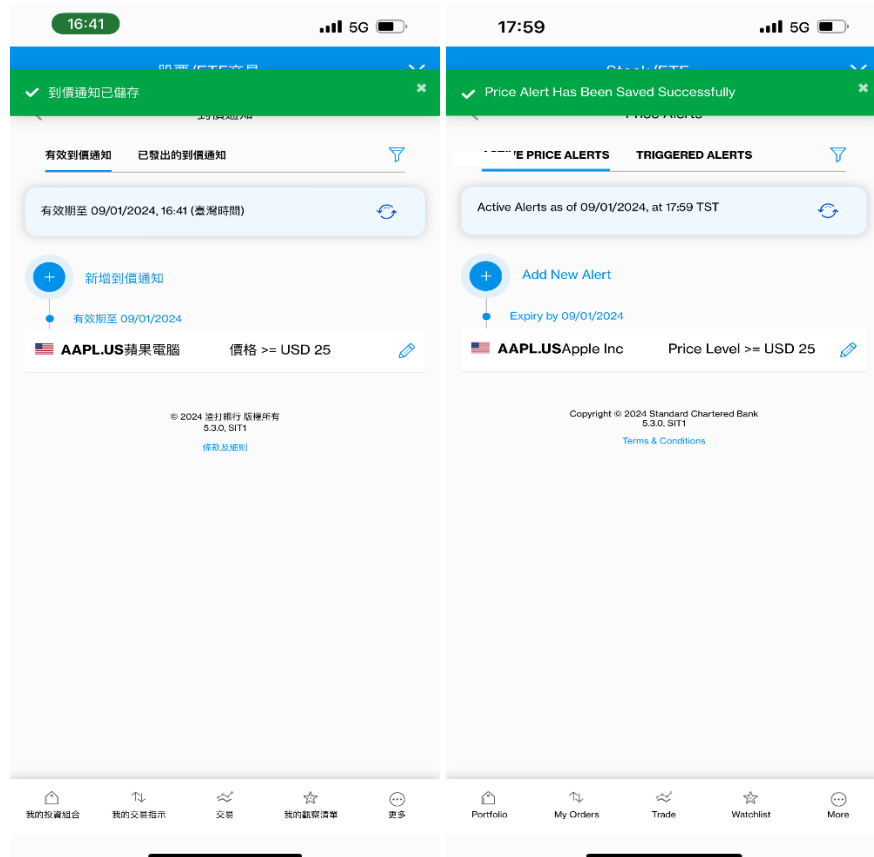 16:41
5G
到價通知已儲存
有效到價通知 已發出的到價通知
有效期至 09/01/2024, 16:41 (臺灣時間)
新增到價通知
有效期至 09/01/2024
AAPL.US蘋果電腦 價格 >= USD 25
© 2024 渣打銀行 版權所有
5.3.0, SIT1
條款及細則
我的投資組合 我的交易指示 交易 我的觀察清單 更多
17:59
5G
Price Alert Has Been Saved Successfully
PRICE ALERTS TRIGGERED ALERTS
Active Alerts as of 09/01/2024, at 17:59 TST
Add New Alert
Expiry by 09/01/2024
AAPL.USApple Inc Price Level >= USD 25
Copyright © 2024 Standard Chartered Bank
5.3.0, SIT1
Terms & Conditions
Portfolio My Orders Trade Watchlist More